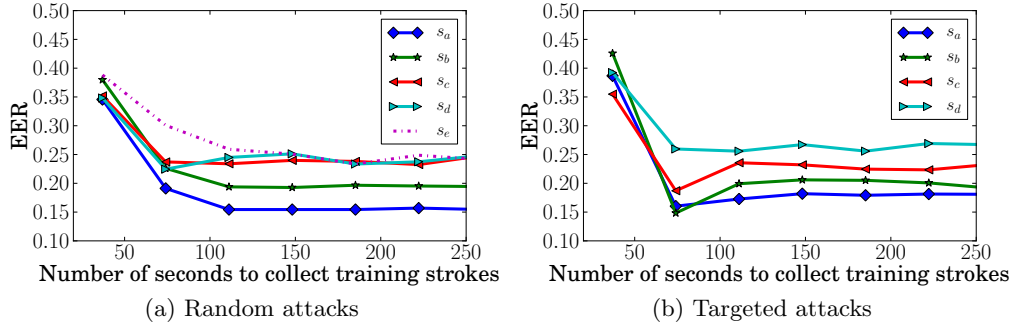 0.50
0.45
0.40
0.35
0.30
0.25
0.20
0.15
0.10
EER
50 100 150 200 250
Number of seconds to collect training strokes
s_a
s_b
s_c
s_d
s_e
(a) Random attacks
0.50
0.45
0.40
0.35
0.30
0.25
0.20
0.15
0.10
EER
50 100 150 200 250
Number of seconds to collect training strokes
s_a
s_b
s_c
s_d
(b) Targeted attacks